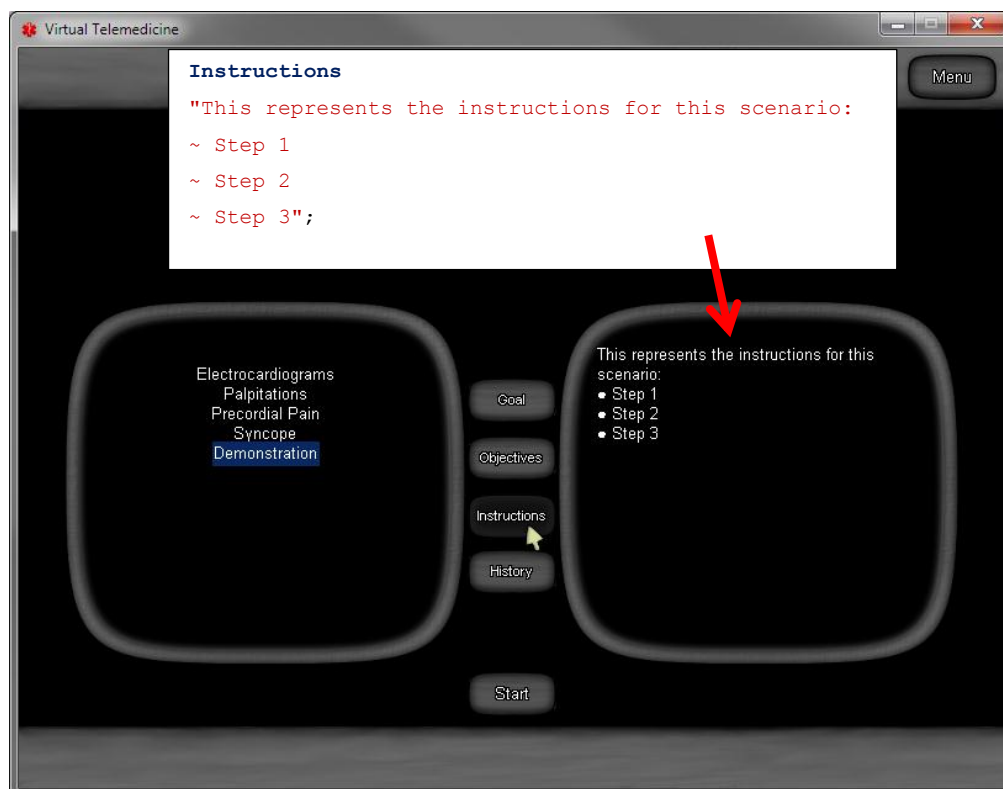 Virtual Telemedicine
Instructions
"This represents the instructions for this scenario:
~ Step 1
~ Step 2
~ Step 3";
Menu
Electrocardiograms
Palpitations
Precordial Pain
Syncope
Demonstration
Goal
Objectives
Instructions
History
This represents the instructions for this
scenario:
• Step 1
• Step 2
• Step 3
Start